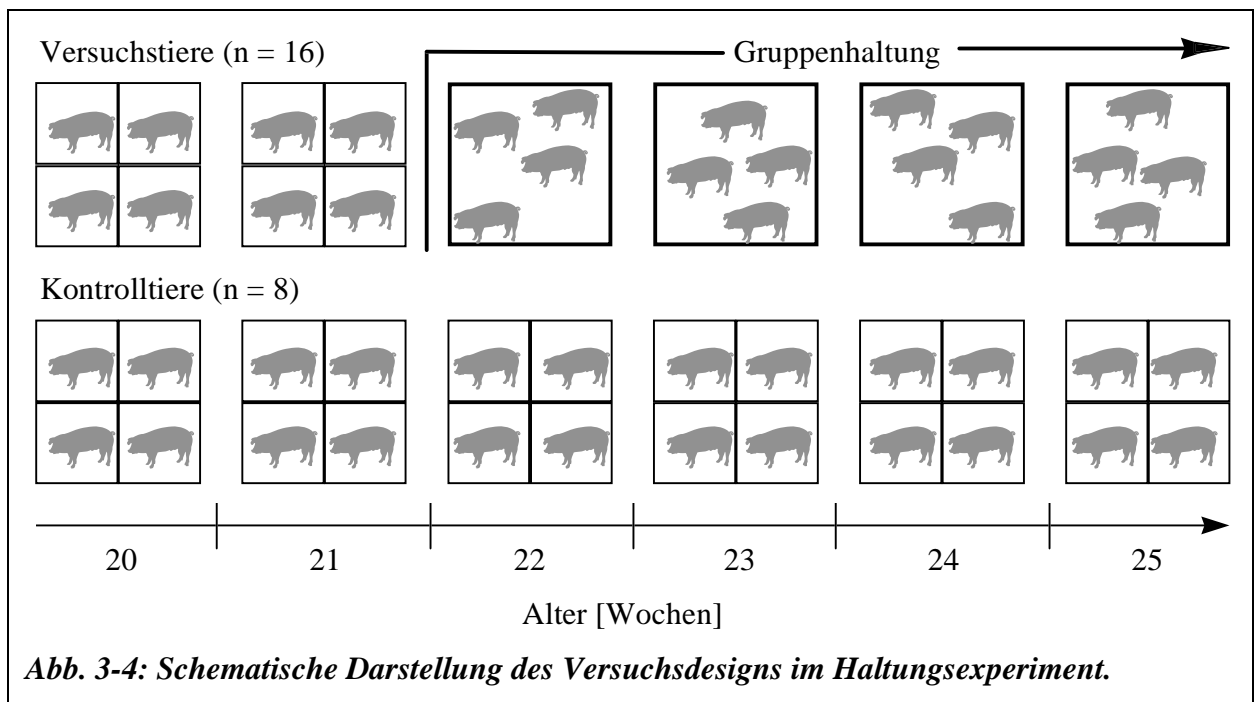 Versuchstiere (n = 16)
Gruppenhaltung
Kontrolltiere (n = 8)
20 21 22 23 24 25
Alter [Wochen]
Abb. 3-4: Schematische Darstellung des Versuchsdesigns im Haltungsexperiment.